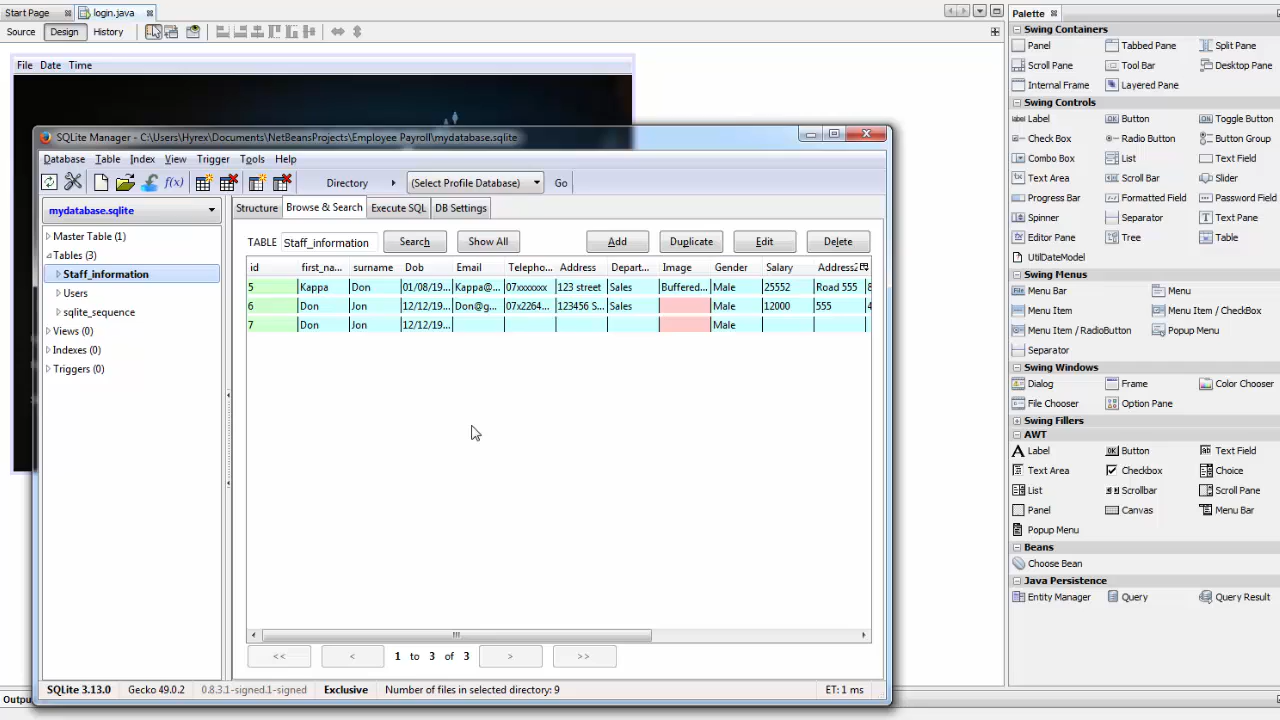 Start Page login.java
Source Design History
File Date Time
SQLite Manager - C:\Users\Hyrex\Documents\NetBeansProjects\Employee Payroll\mydatabase.sqlite
Database Table Index View Trigger Tools Help
f(x) Directory (Select Profile Database) Go
mydatabase.sqlite
Master Table (1)
Tables (3)
Staff_information
Users
sqlite_sequence
Views (0)
Indexes (0)
Triggers (0)
Structure Browse & Search Execute SQL DB Settings
TABLE Staff_information Search Show All Add Duplicate Edit Delete
id first_na... surname Dob Email Telepho... Address Depart... Image Gender Salary Address2
5 Kappa Don 01/08/19... Kappa@... 07xxxxxx 123 street Sales Buffered... Male 25552 Road 555
6 Don Jon 12/12/19... Don@g... 07x2264... 123456 S... Sales Male 12000 555
7 Don Jon 12/12/19... Male
<< < 1 to 3 of 3 > >>
SQLite 3.13.0 Gecko 49.0.2 0.8.3.1-signed.1-signed Exclusive Number of files in selected directory: 9 ET: 1 ms
Palette
Swing Containers
Panel Tabbed Pane Split Pane
Scroll Pane Tool Bar Desktop Pane
Internal Frame Layered Pane
Swing Controls
Label Button Toggle Button
Check Box Radio Button Button Group
Combo Box List Text Field
Text Area Scroll Bar Slider
Progress Bar Formatted Field Password Field
Spinner Separator Text Pane
Editor Pane Tree Table
UtilDateModel
Swing Menus
Menu Bar Menu
Menu Item Menu Item / CheckBox
Menu Item / RadioButton Popup Menu
Separator
Swing Windows
Dialog Frame Color Chooser
File Chooser Option Pane
Swing Fillers
AWT
Label Button Text Field
Text Area Checkbox Choice
List Scrollbar Scroll Pane
Panel Canvas Menu Bar
Popup Menu
Beans
Choose Bean
Java Persistence
Entity Manager Query Query Result